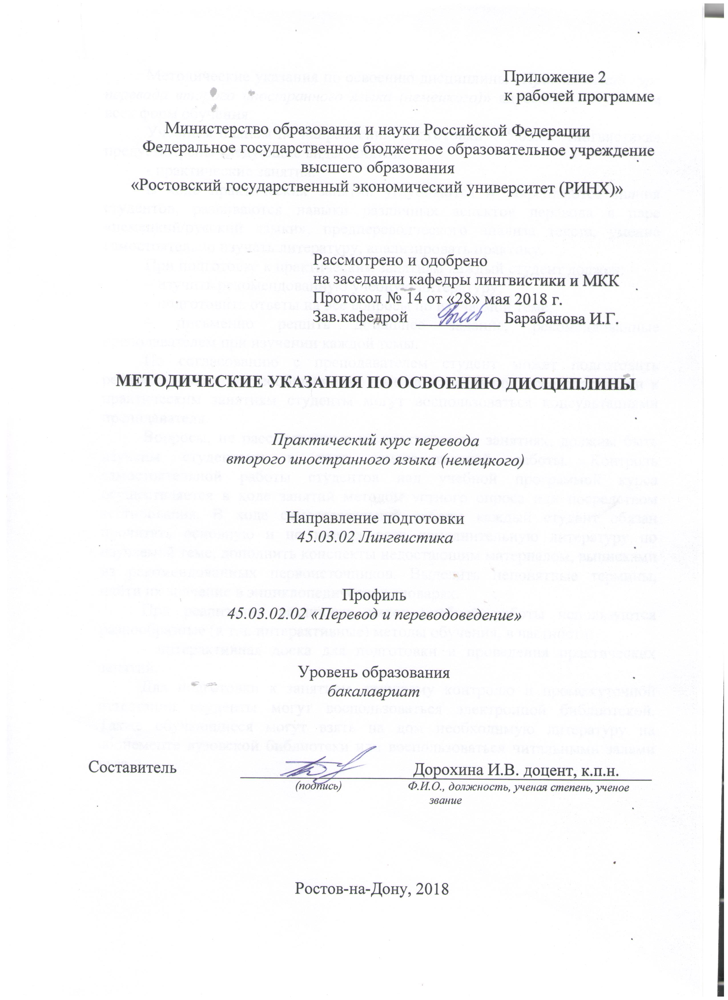 Приложение 2
к рабочей программе
Министерство образования и науки Российской Федерации
Федеральное государственное бюджетное образовательное учреждение
высшего образования
«Ростовский государственный экономический университет (РИНХ)»
Рассмотрено и одобрено
на заседании кафедры лингвистики и МКК
Протокол № 14 от «28» мая 2018 г.
Зав.кафедрой Барабанова И.Г.
МЕТОДИЧЕСКИЕ УКАЗАНИЯ ПО ОСВОЕНИЮ ДИСЦИПЛИНЫ
Практический курс перевода
второго иностранного языка (немецкого)
Направление подготовки
45.03.02 Лингвистика
Профиль
45.03.02.02 «Перевод и переводоведение»
Уровень образования
бакалавриат
Составитель Дорохина И.В. доцент, к.п.н.
(подпись) Ф.И.О., должность, ученая степень, ученое
звание
Ростов-на-Дону, 2018